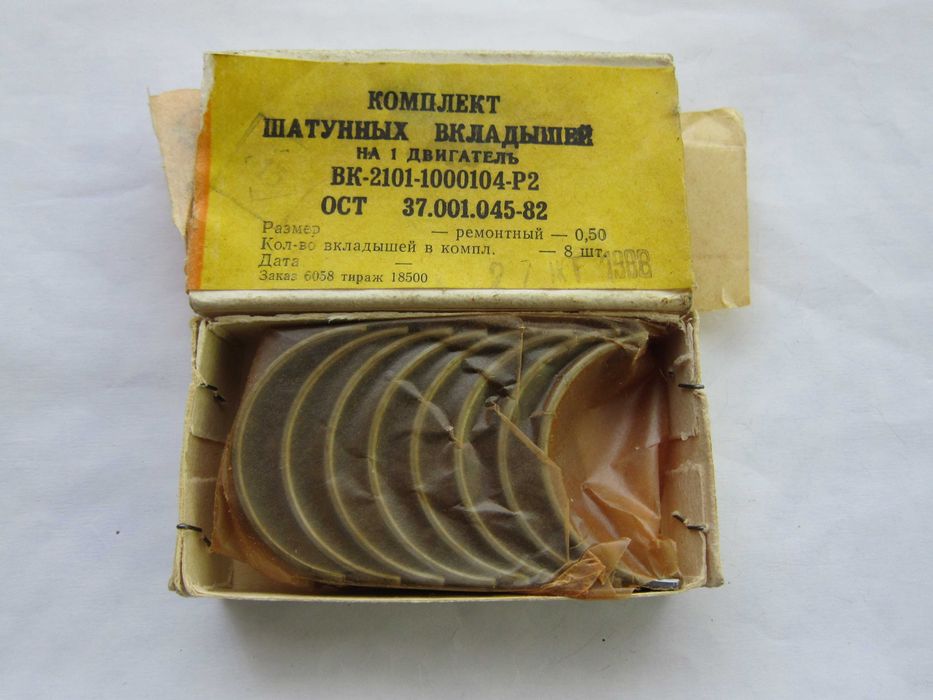 КОМПЛЕКТ
ШАТУННЫХ ВКЛАДЫШЕЙ
НА 1 ДВИГАТЕЛЬ
ВК-2101-1000104-Р2
ОСТ 37.001.045-82
Размер — ремонтный — 0,50
Кол-во вкладышей в компл. — 8 шт.
Дата —
1988
Заказ 6058 тираж 18500